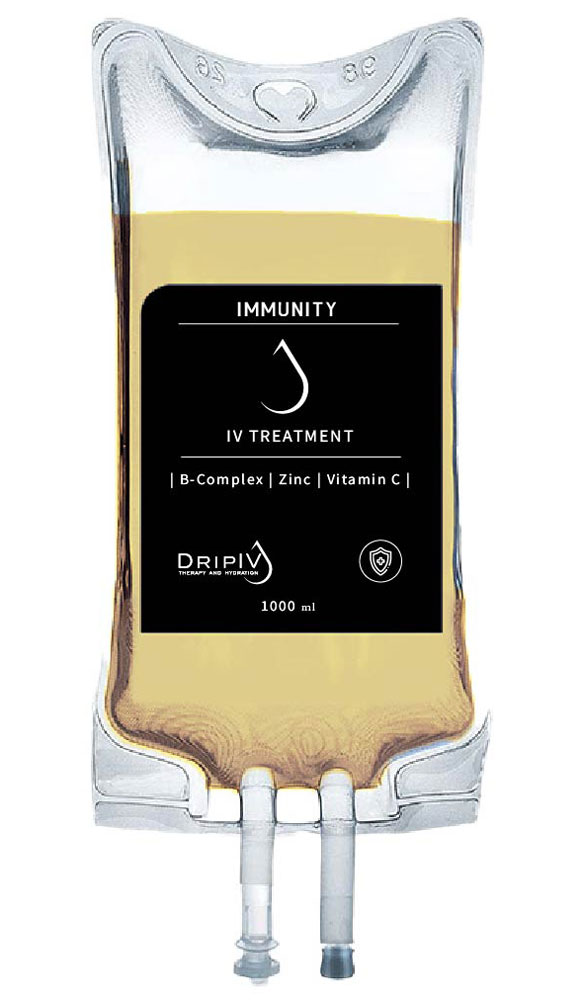 IMMUNITY
IV TREATMENT
| B-Complex | Zinc | Vitamin C |
DRIPIV
THERAPY AND HYDRATION
1000 ml